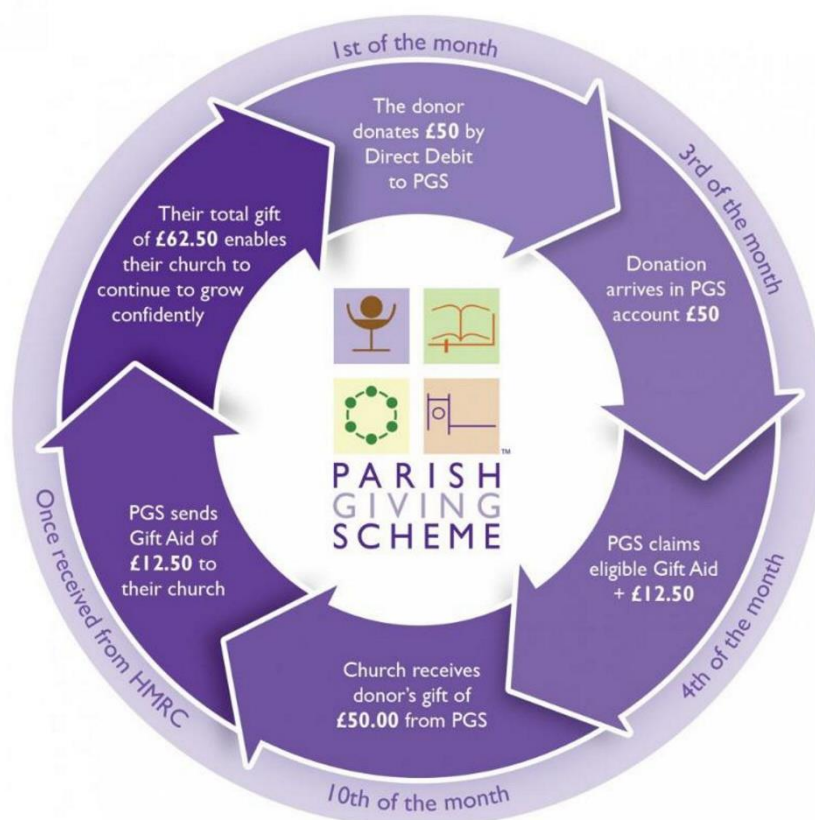 1st of the month
The donor
donates £50 by
Direct Debit
to PGS
3rd of the month
Donation
arrives in PGS
account £50
4th of the month
PGS claims
eligible Gift Aid
+ £12.50
10th of the month
Church receives
donor's gift of
£50.00 from PGS
Once received from HMRC
PGS sends
Gift Aid of
£12.50 to
their church
Their total gift
of £62.50 enables
their church to
continue to grow
confidently
PARISH
GIVING
SCHEME
TM